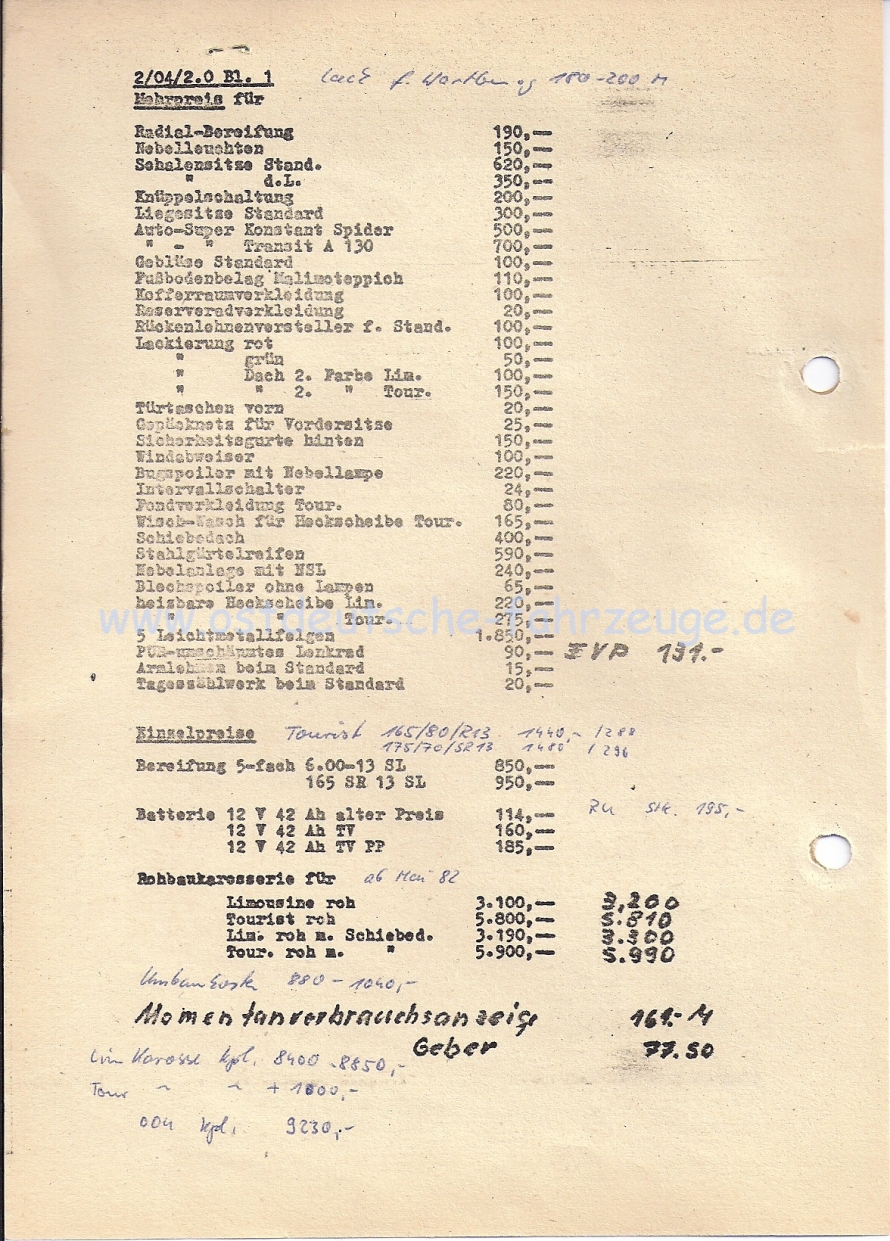 2/04/2.0 Bl. 1 Lack f. Wartburg 180-200 M
Mehrpreis für
Radial-Bereifung 190,—
Nebelleuchten 150,—
Schalensitze Stand. 620,—
" d.L. 350,—
Knüppelschaltung 200,—
Liegesitze Standard 300,—
Auto-Super Konstant Spider 500,—
" - " Transit A 130 700,—
Gebläse Standard 100,—
Fußbodenbelag Malimoteppich 110,—
Kofferraumverkleidung 100,—
Reserveradverkleidung 20,—
Rückenlehnenversteller f. Stand. 100,—
Lackierung rot 100,—
" grün 50,—
" Dach 2. Farbe Lim. 100,—
" " 2. " Tour. 150,—
Türtaschen vorn 20,—
Gepäcknetz für Vordersitze 25,—
Sicherheitsgurte hinten 150,—
Windabweiser 100,—
Bugspoiler mit Nebellampe 220,—
Intervallschalter 24,—
Fondverkleidung Tour. 80,—
Wisch-Wasch für Heckscheibe Tour. 165,—
Schiebedach 400,—
Stahlgürtelreifen 590,—
Nebelanlage mit NSL 240,—
Blechspoiler ohne Lampen 65,—
heizbare Heckscheibe Lim. 220,—
" " Tour. 275,—
www.ostdeutsche-fahrzeuge.de
5 Leichtmetallfelgen 1.850,—
PUR-umschäumtes Lenkrad 90,— EVP 131.-
Armlehnen beim Standard 15,—
Tageszählwerk beim Standard 20,—
Einzelpreise Tourist 165/80/R13 1440,- /288
175/70/SR13 1480 /296
Bereifung 5-fach 6.00-13 SL 850,—
165 SR 13 SL 950,—
Batterie 12 V 42 Ah alter Preis 114,— Stk. 195,-
12 V 42 Ah TV 160,—
12 V 42 Ah TV PP 185,—
Rohbaukarosserie für ab Mai 82
Limousine roh 3.100,— 3,200
Tourist roh 5.800,— 5.810
Lim. roh m. Schiebed. 3.190,— 3.300
Tour. roh m. " 5.900,— 5.990
Umbaukosten 880 - 1040,-
Momentanverbrauchsanzeige 161.- M
Geber 77.50
Lim Karosse kpl. 8400 - 8850,-
Tour " " + 1000,-
004 kpl. 9230,-